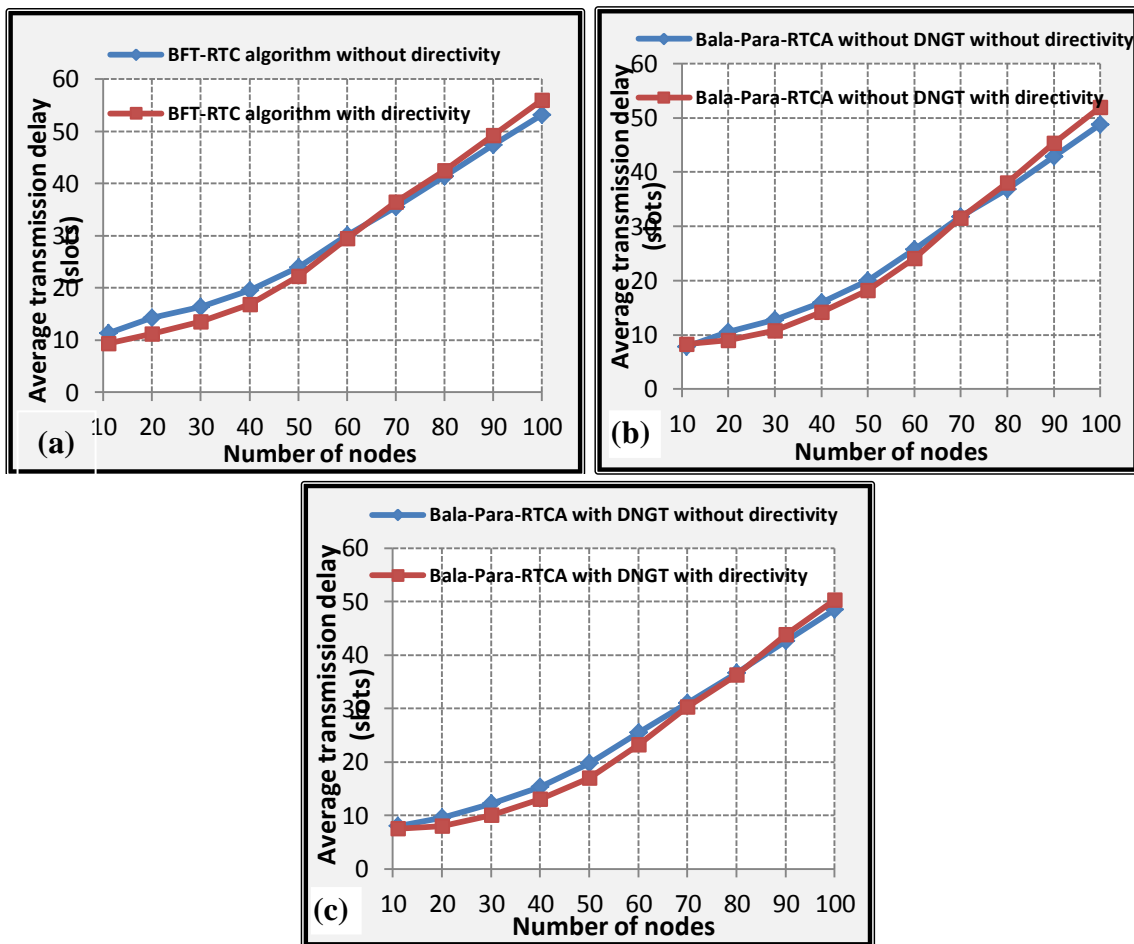 BFT-RTC algorithm without directivity
BFT-RTC algorithm with directivity
Average transmission delay
(slots)
60
50
40
30
20
10
0
10 20 30 40 50 60 70 80 90 100
Number of nodes
(a)
Bala-Para-RTCA without DNGT without directivity
Bala-Para-RTCA without DNGT with directivity
Average transmission delay
(slots)
60
50
40
30
20
10
0
10 20 30 40 50 60 70 80 90 100
Number of nodes
(b)
Bala-Para-RTCA with DNGT without directivity
Bala-Para-RTCA with DNGT with directivity
Average transmission delay
(slots)
60
50
40
30
20
10
0
10 20 30 40 50 60 70 80 90 100
Number of nodes
(c)